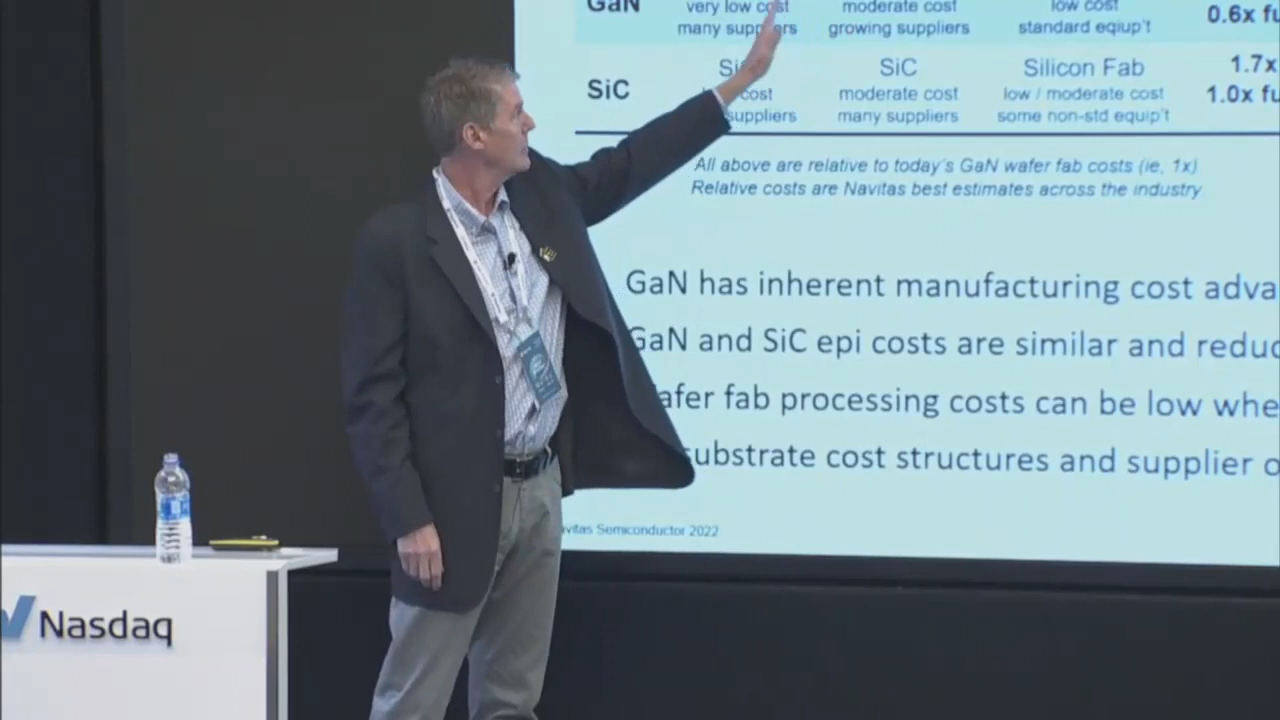 GaN
very low cost
many suppliers
moderate cost
growing suppliers
low cost
standard eqiup't
0.6x fu
SiC
Si
cost
suppliers
SiC
moderate cost
many suppliers
Silicon Fab
low / moderate cost
some non-std equip't
1.7x
1.0x fu
All above are relative to today's GaN wafer fab costs (ie, 1x)
Relative costs are Navitas best estimates across the industry
GaN has inherent manufacturing cost adva
GaN and SiC epi costs are similar and reduc
afer fab processing costs can be low whe
substrate cost structures and supplier o
vitas Semiconductor 2022
Nasdaq